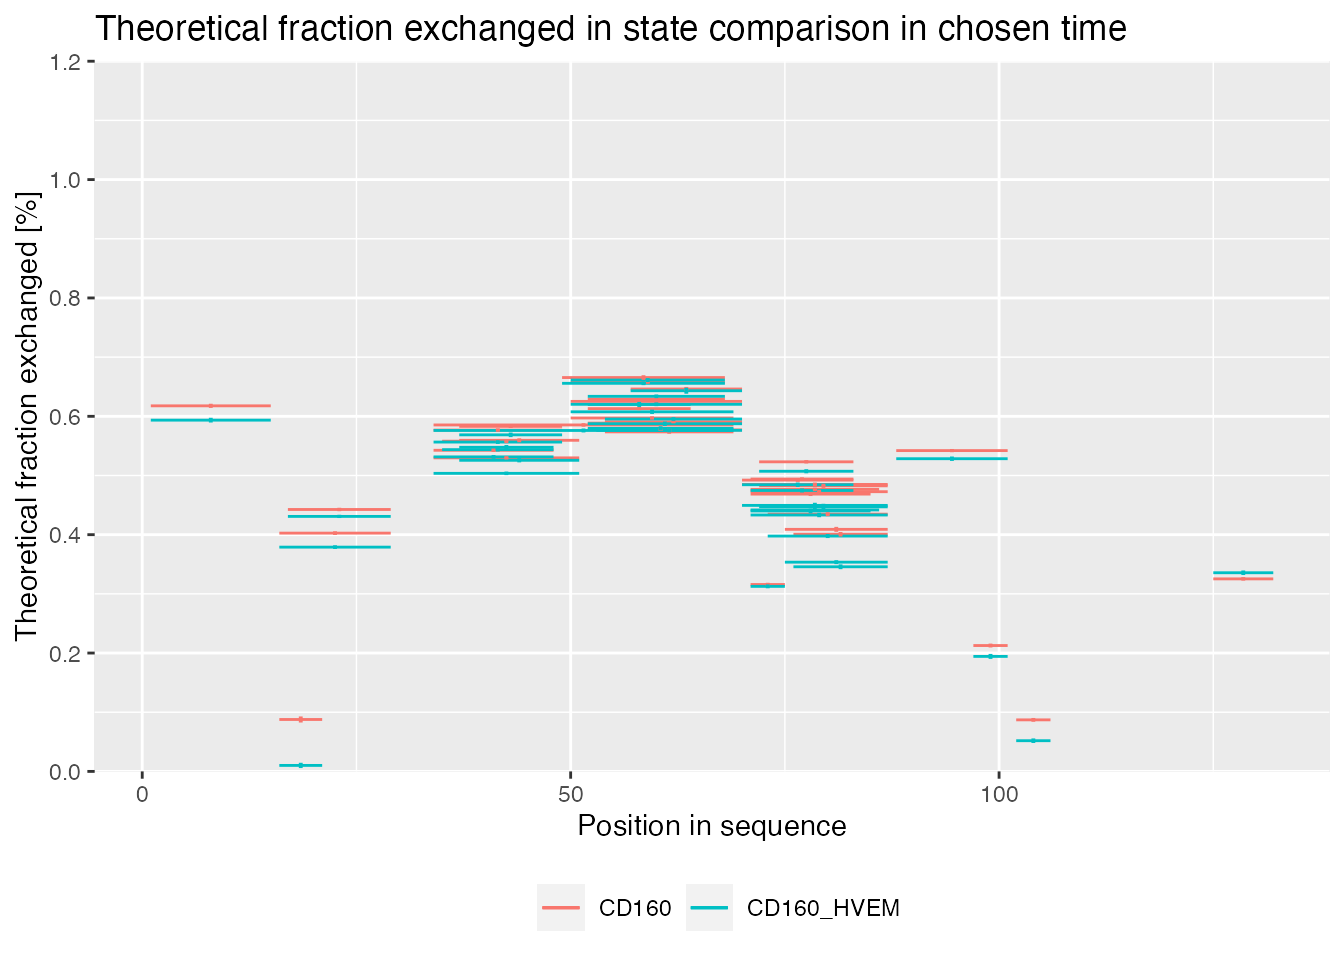 Theoretical fraction exchanged in state comparison in chosen time
Theoretical fraction exchanged [%]
1.2
1.0
0.8
0.6
0.4
0.2
0.0
0
50
100
Position in sequence
CD160
CD160_HVEM